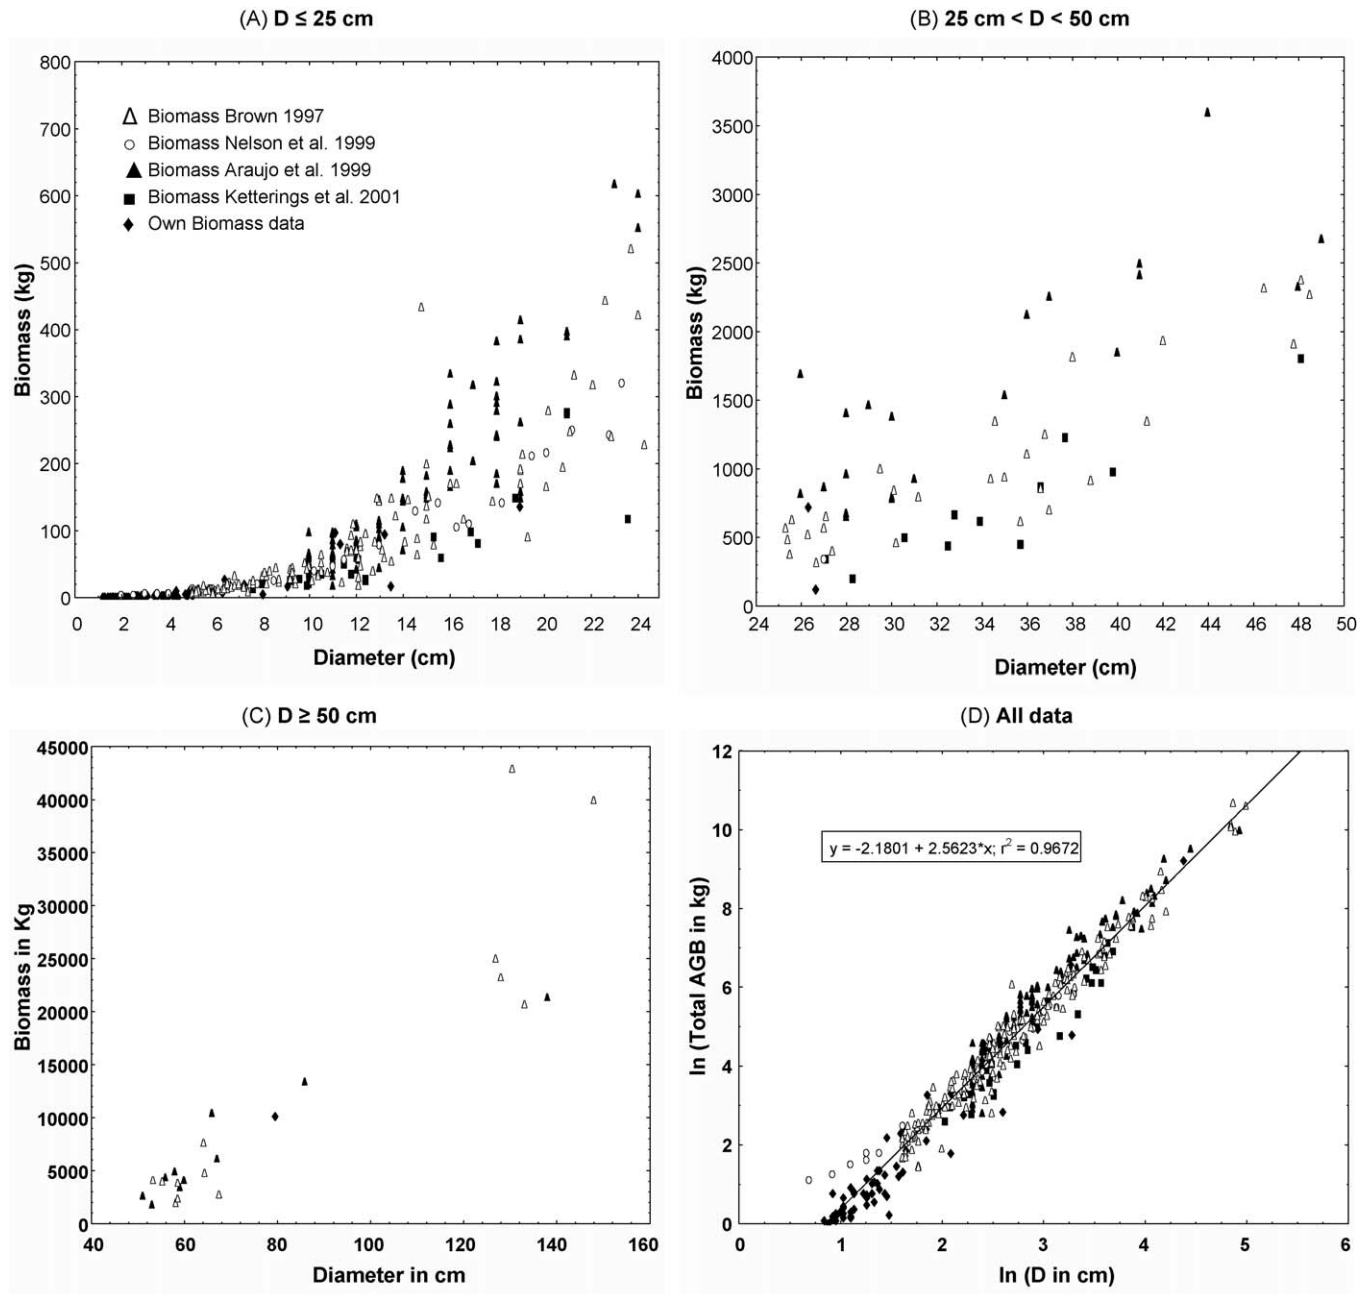 (A) D ≤ 25 cm
800
700
600
500
400
300
200
100
0
Biomass (kg)
Biomass Brown 1997
Biomass Nelson et al. 1999
Biomass Araujo et al. 1999
Biomass Ketterings et al. 2001
Own Biomass data
0 2 4 6 8 10 12 14 16 18 20 22 24
Diameter (cm)
(B) 25 cm < D < 50 cm
4000
3500
3000
2500
2000
1500
1000
500
0
Biomass (kg)
24 26 28 30 32 34 36 38 40 42 44 46 48 50
Diameter (cm)
(C) D ≥ 50 cm
45000
40000
35000
30000
25000
20000
15000
10000
5000
0
Biomass in Kg
40 60 80 100 120 140 160
Diameter in cm
(D) All data
12
10
8
6
4
2
0
ln (Total AGB in kg)
y = -2.1801 + 2.5623*x; r² = 0.9672
0 1 2 3 4 5 6
ln (D in cm)